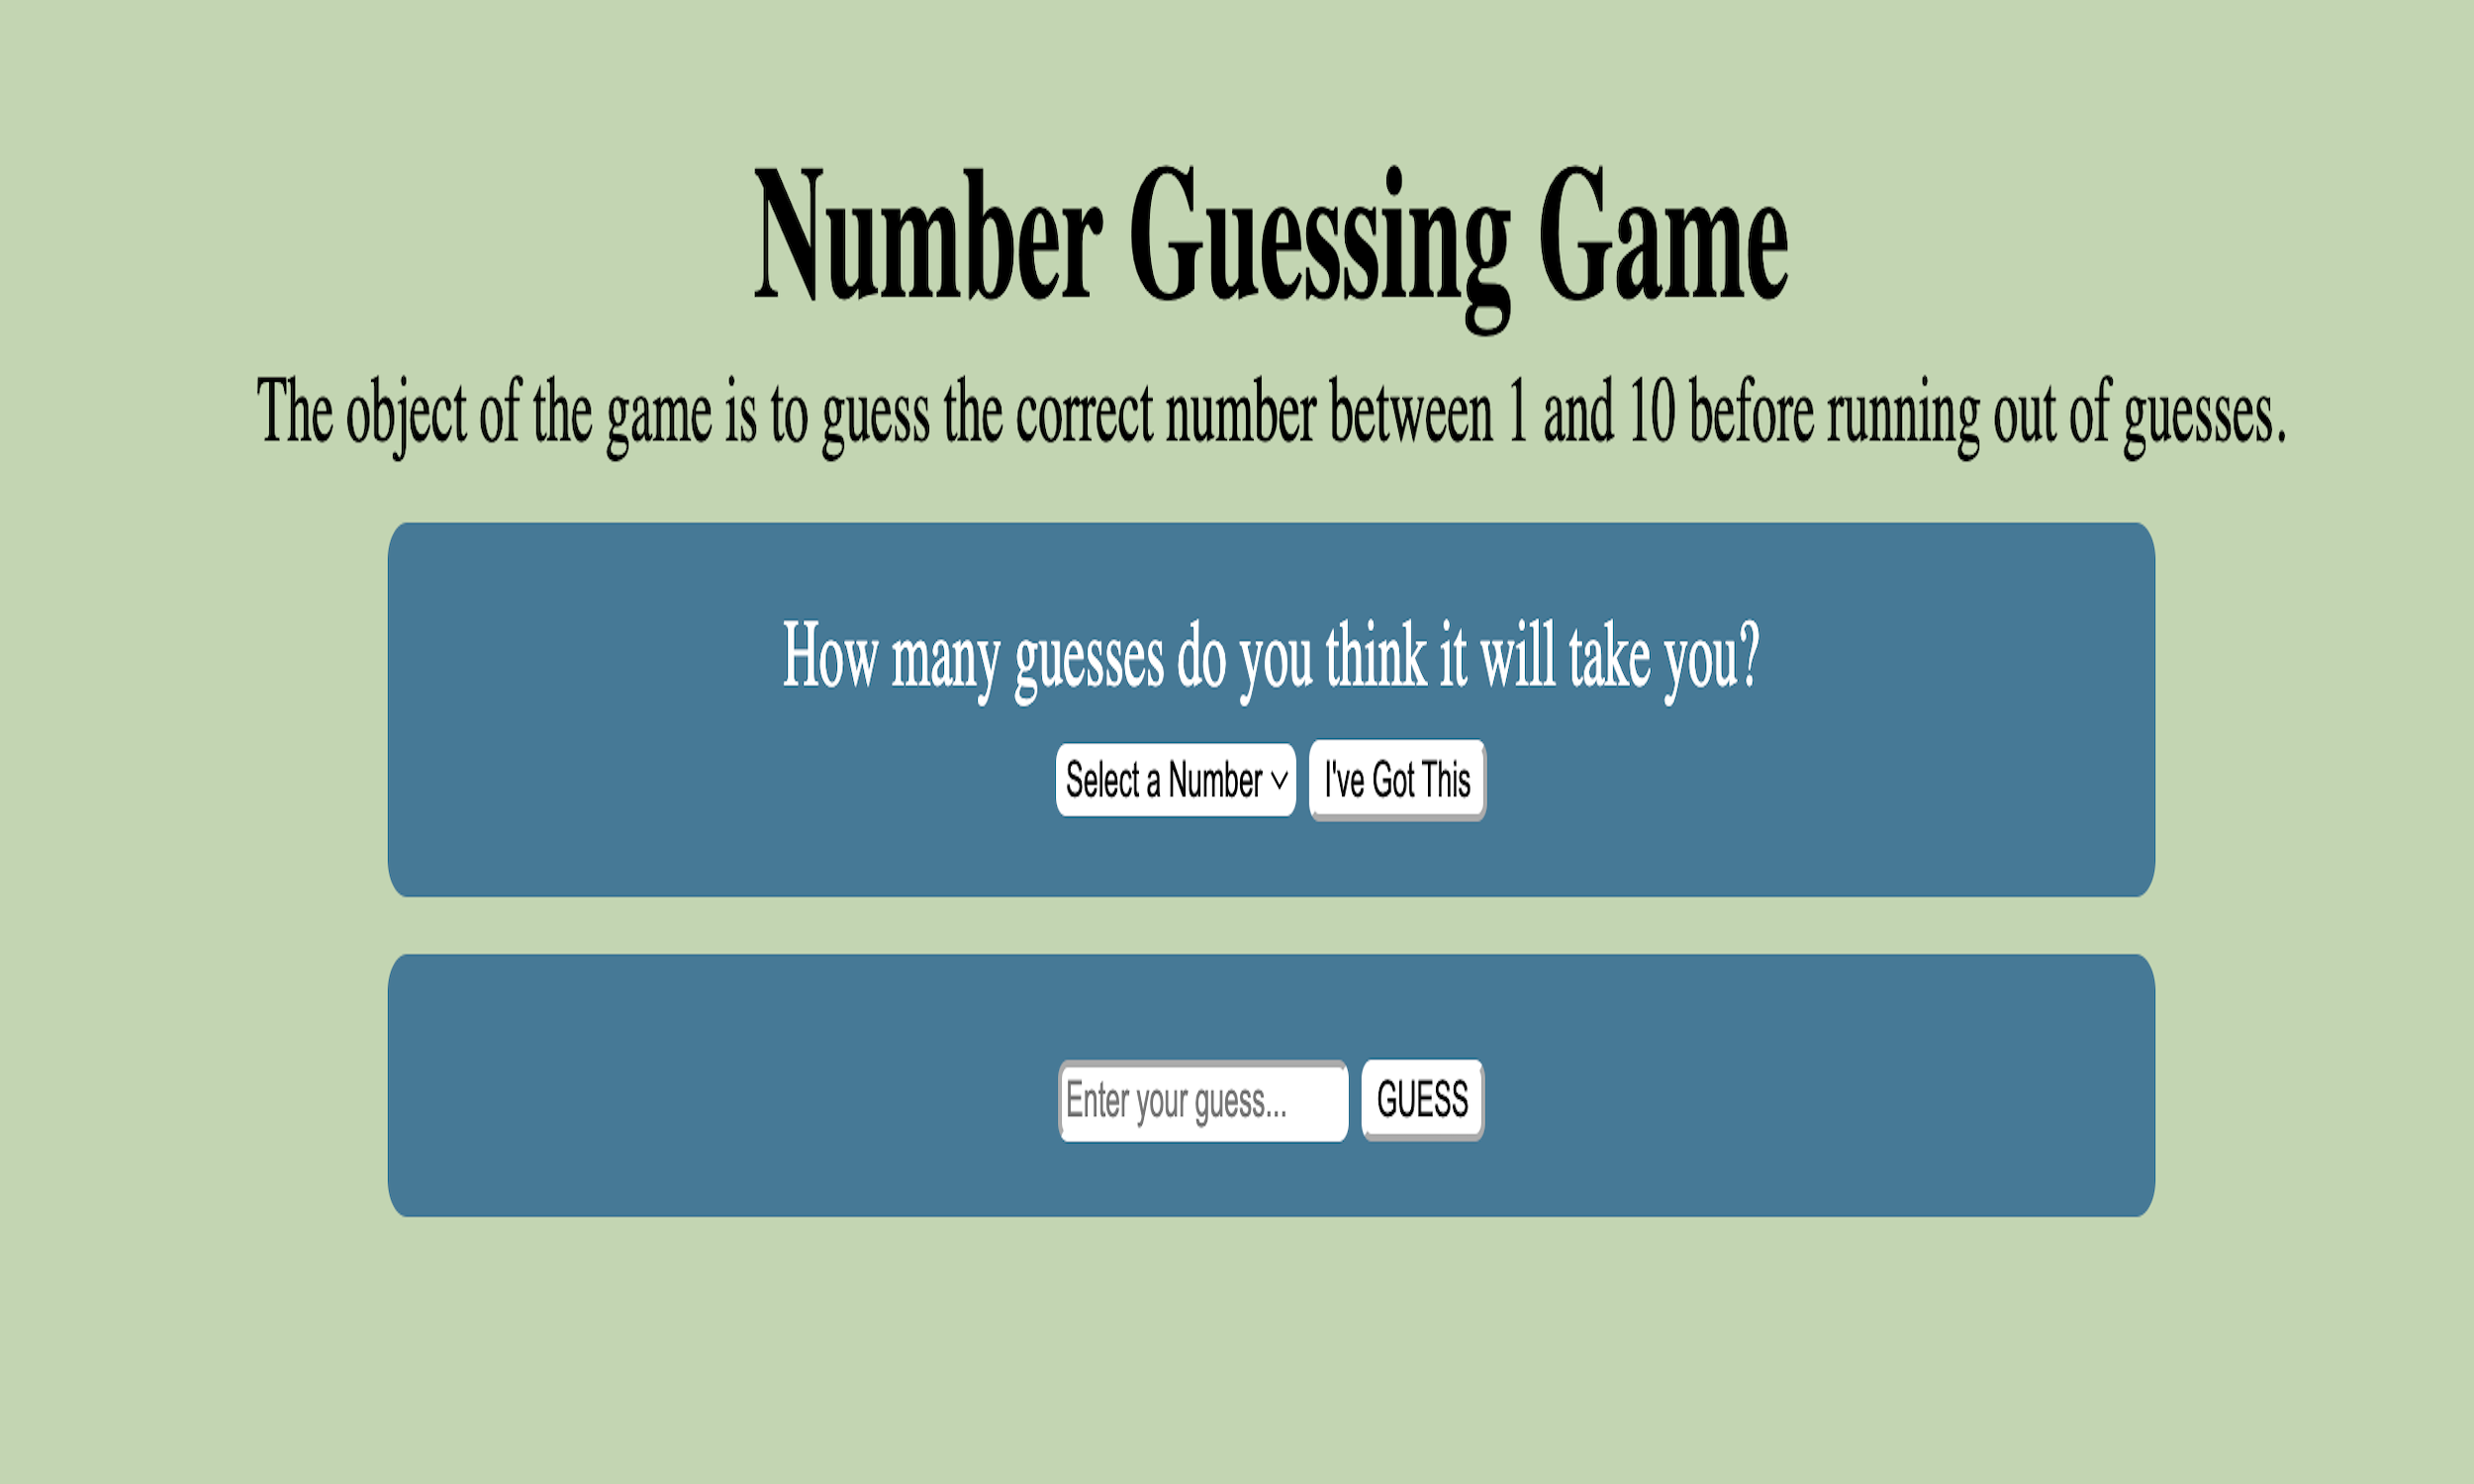 Number Guessing Game
The object of the game is to guess the correct number between 1 and 10 before running out of guesses.
How many guesses do you think it will take you?
Select a Number I've Got This
Enter your guess... GUESS